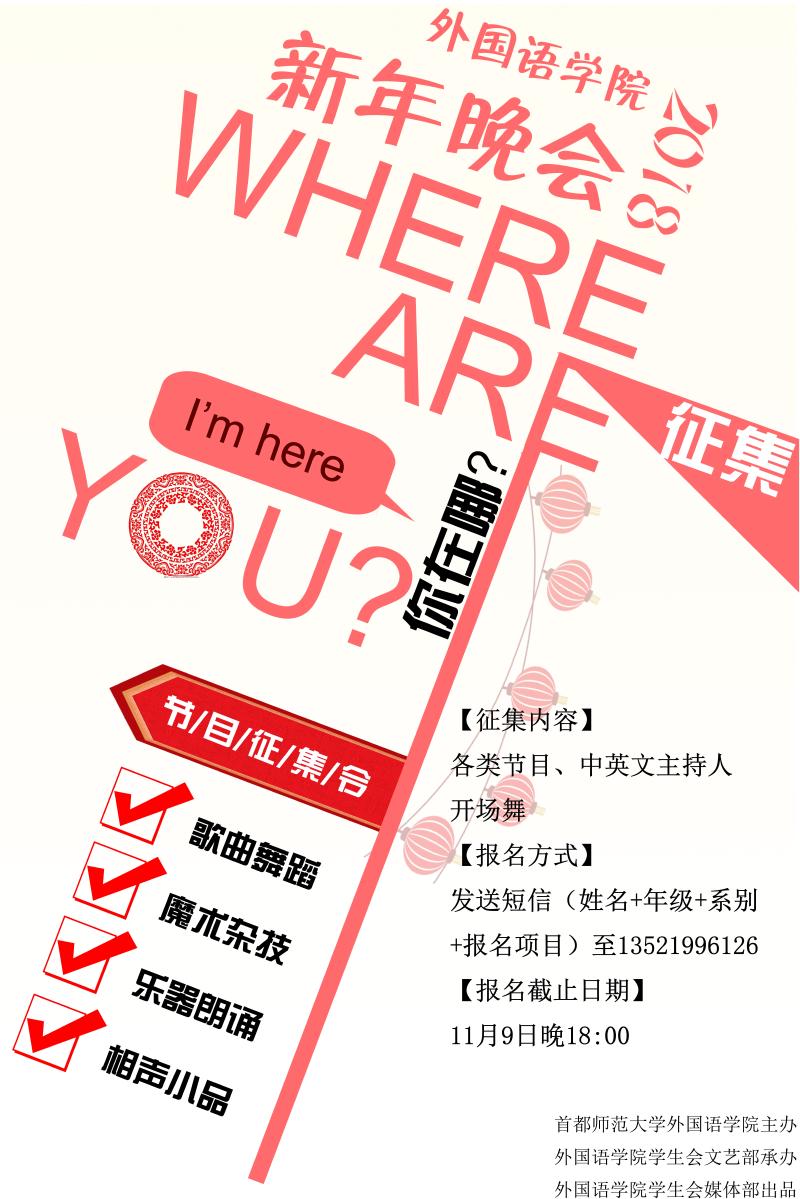 外国语学院
新年晚会
2018
WHERE
ARE
征集
I'm here
YOU?
你在哪?
节/目/征/集/令
歌曲舞蹈
魔术杂技
乐器朗诵
相声小品
【征集内容】
各类节目、中英文主持人
开场舞
【报名方式】
发送短信（姓名+年级+系别
+报名项目）至13521996126
【报名截止日期】
11月9日晚18:00
首都师范大学外国语学院主办
外国语学院学生会文艺部承办
外国语学院学生会媒体部出品